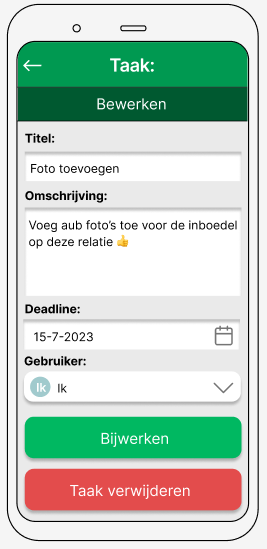 Taak:
Bewerken
Titel:
Foto toevoegen
Omschrijving:
Voeg aub foto's toe voor de inboedel
op deze relatie 👍
Deadline:
15-7-2023
Gebruiker:
Ik Ik
Bijwerken
Taak verwijderen